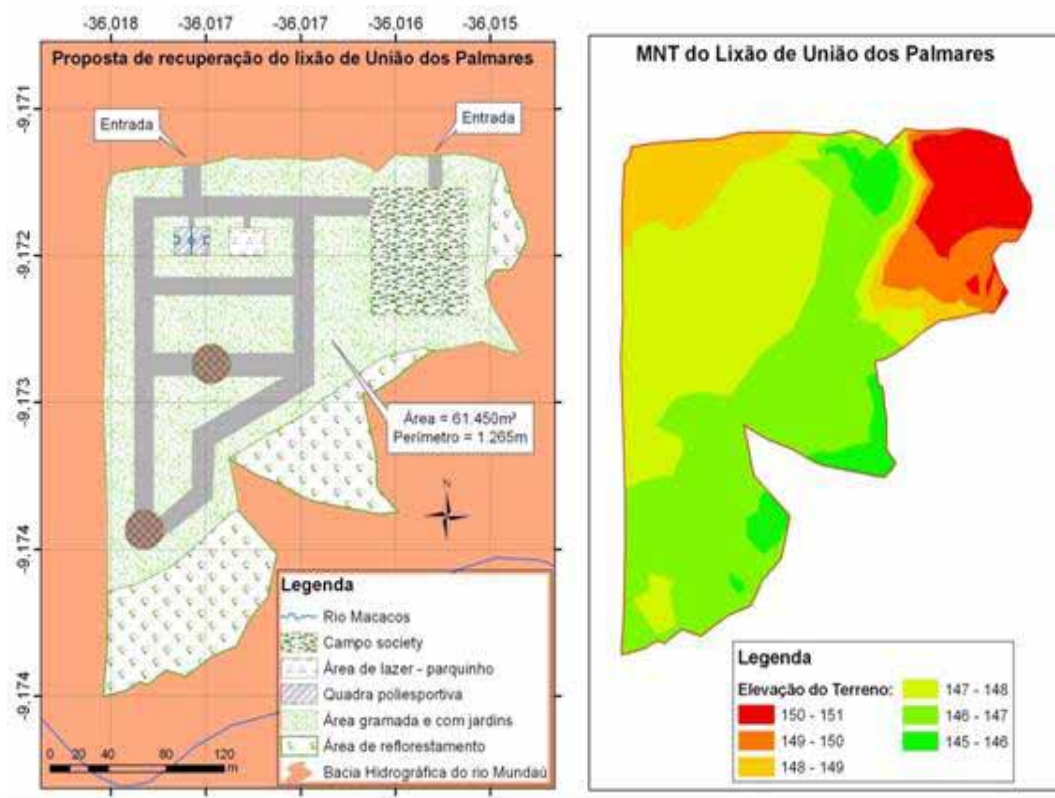 -36,018 -36,017 -36,017 -36,016 -36,015
Proposta de recuperação do lixão de União dos Palmares
-9,171
-9,172
-9,173
-9,174
-9,174
Entrada
Entrada
Área = 61.450m²
Perímetro = 1.265m
N
Legenda
Rio Macacos
Campo society
Área de lazer - parquinho
Quadra poliesportiva
Área gramada e com jardins
Área de reflorestamento
Bacia Hidrográfica do rio Mundaú
0 20 40 80 120
m
MNT do Lixão de União dos Palmares
Legenda
Elevação do Terreno:
150 - 151
149 - 150
148 - 149
147 - 148
146 - 147
145 - 146